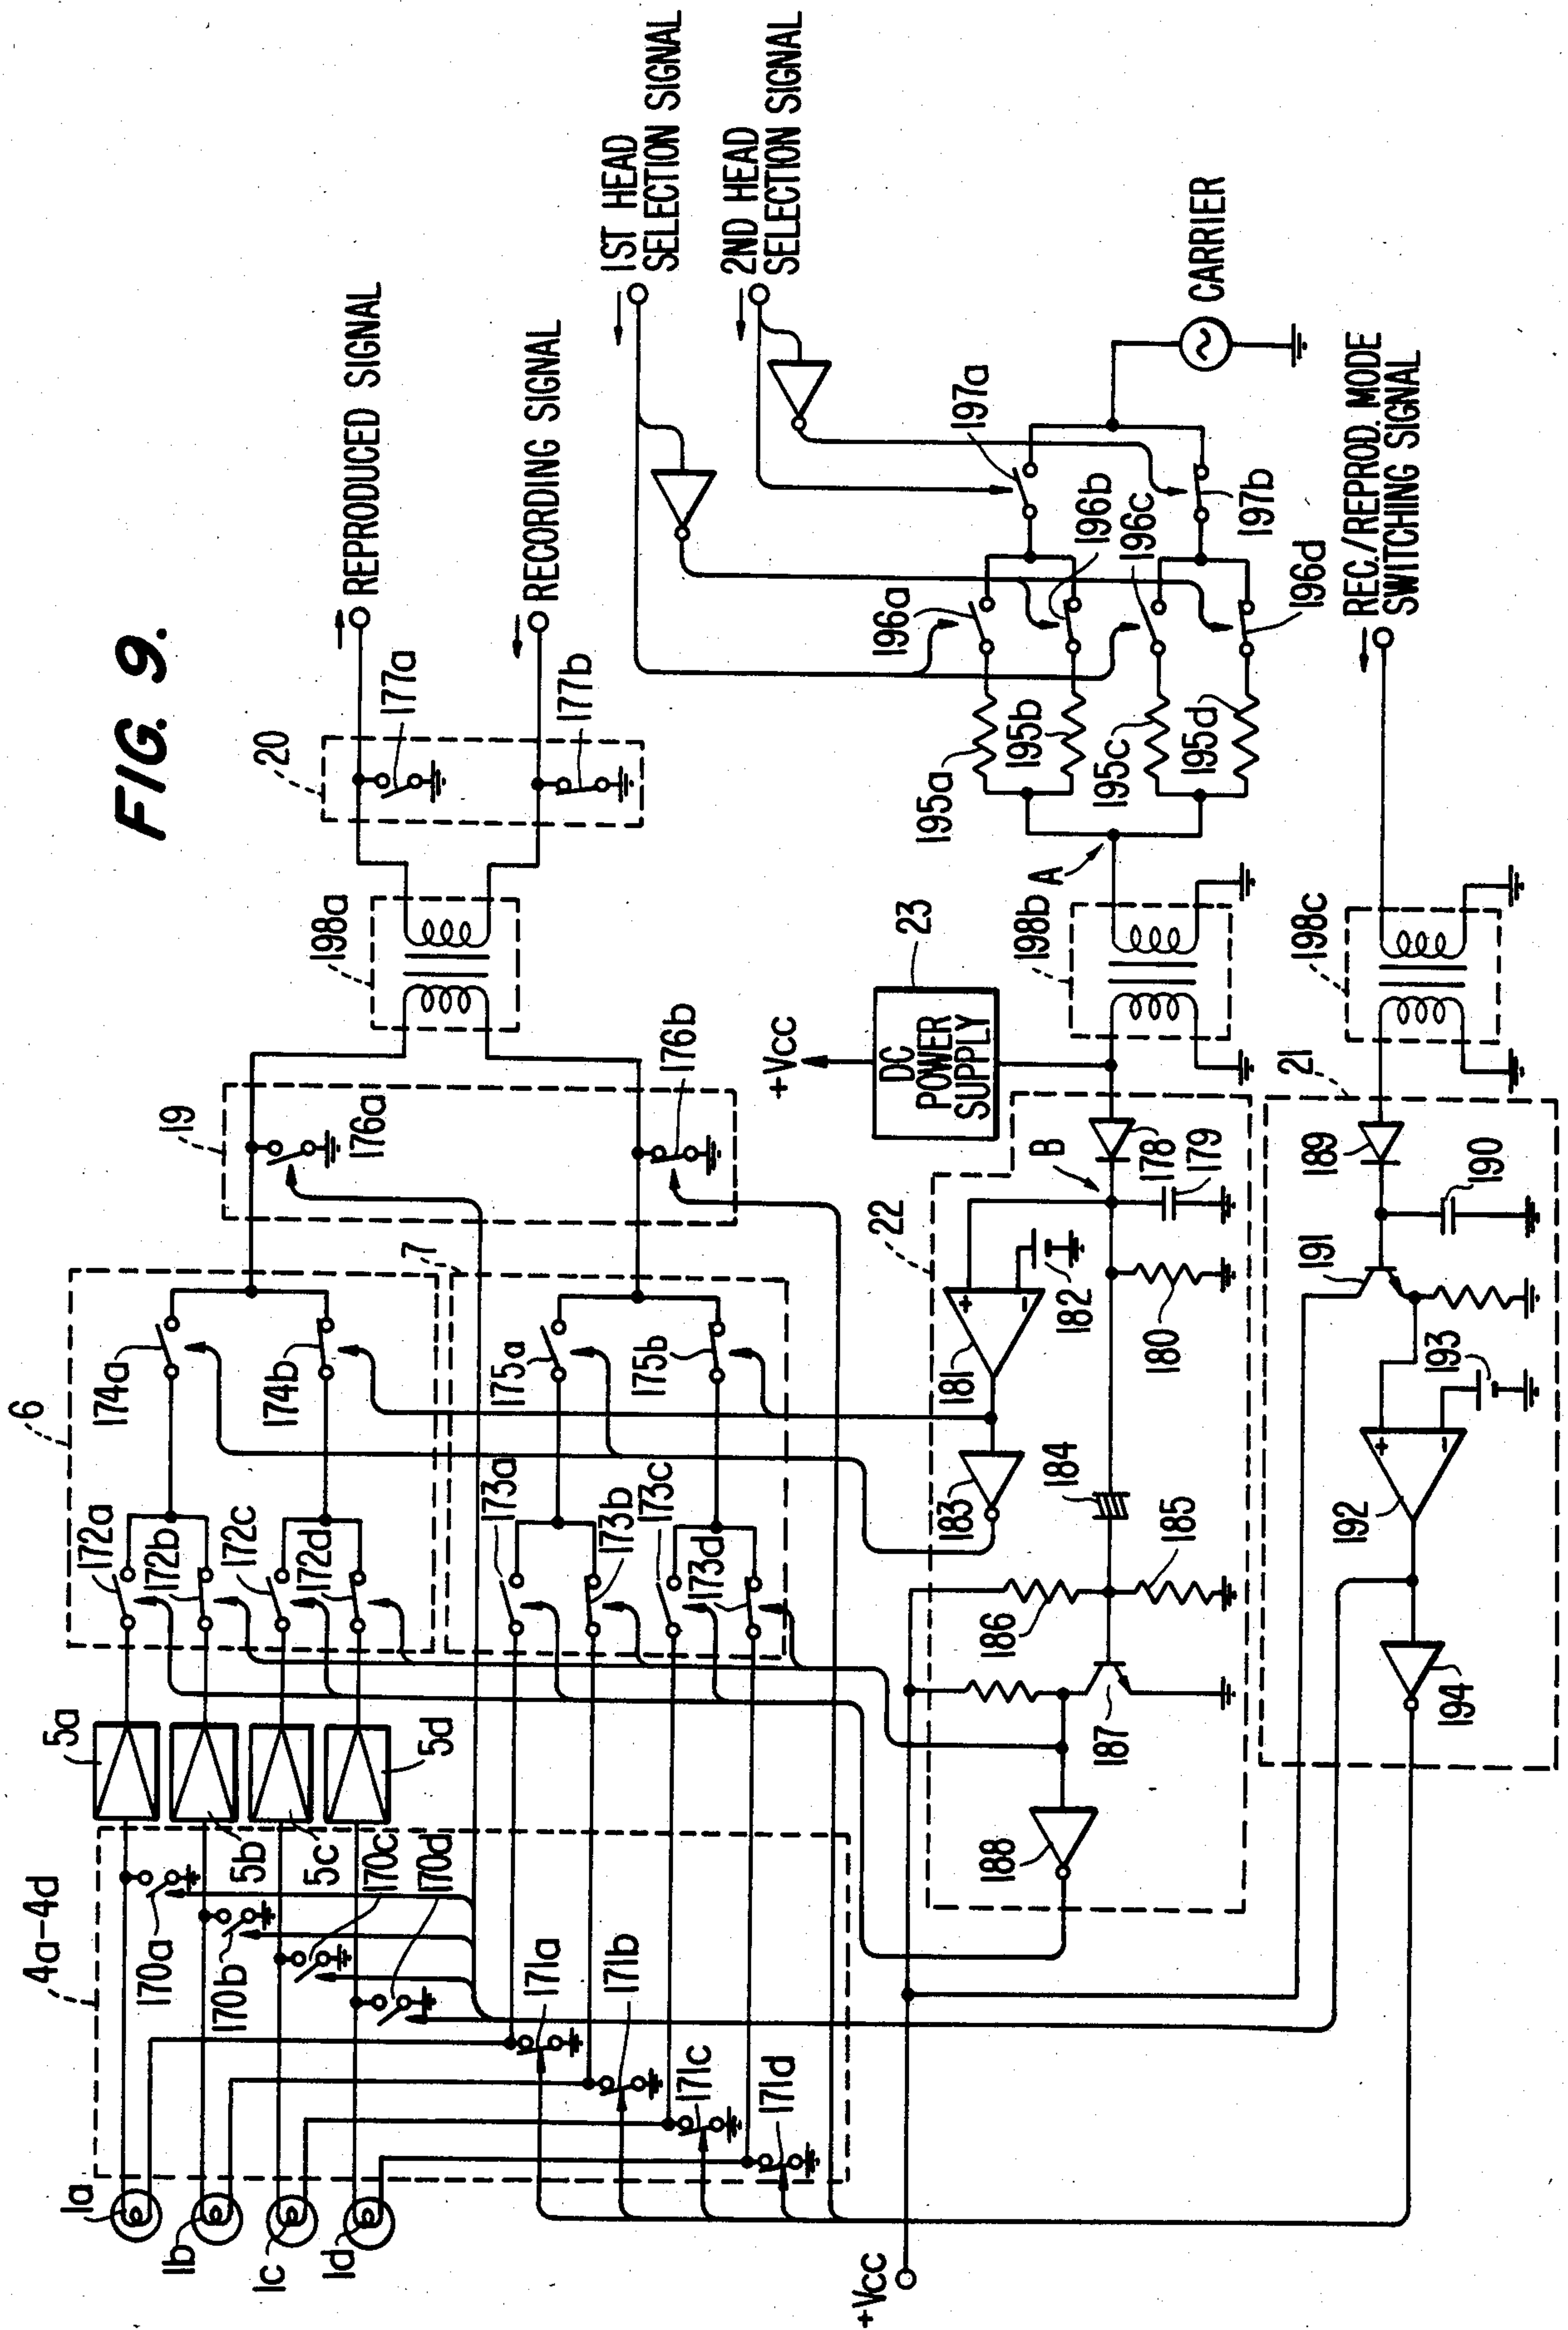 FIG. 9.
6
174a
174b
172a
172b
172c
172d
5a
5b
5c
5d
4a-4d
170a
170b
170c
170d
171a
171b
171c
171d
1a
1b
1c
1d
7
175a
175b
173a
173b
173c
173d
19
176a
176b
198a
20
177a
177b
REPRODUCED SIGNAL
RECORDING SIGNAL
1ST HEAD
SELECTION SIGNAL
2ND HEAD
SELECTION SIGNAL
CARRIER
197a
197b
196a
196b
196c
196d
195a
195b
195c
195d
A
198b
23
DC
POWER
SUPPLY
+Vcc
B
22
178
179
180
181
+
-
182
183
184
185
186
187
188
+Vcc
REC./REPROD. MODE
SWITCHING SIGNAL
198c
21
189
190
191
192
+
-
193
194